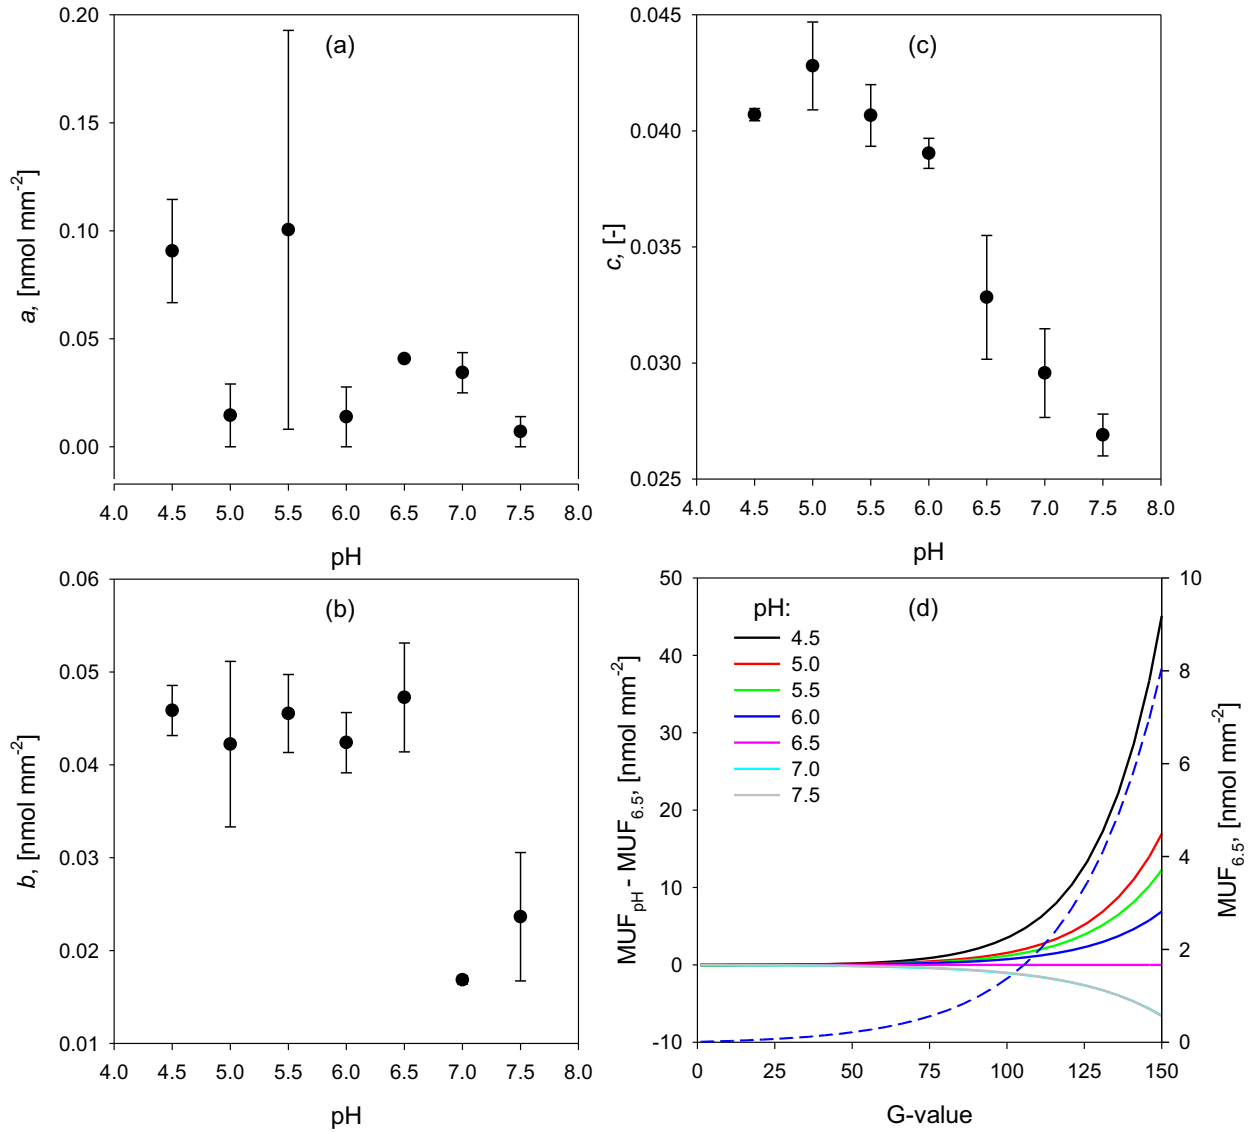 (a)
0.20
0.15
0.10
0.05
0.00
a, [nmol mm-2]
4.0 4.5 5.0 5.5 6.0 6.5 7.0 7.5 8.0
pH
(c)
0.045
0.040
0.035
0.030
0.025
c, [-]
4.0 4.5 5.0 5.5 6.0 6.5 7.0 7.5 8.0
pH
(b)
0.06
0.05
0.04
0.03
0.02
0.01
b, [nmol mm-2]
4.0 4.5 5.0 5.5 6.0 6.5 7.0 7.5 8.0
pH
(d)
pH:
4.5
5.0
5.5
6.0
6.5
7.0
7.5
50
40
30
20
10
0
-10
MUFpH - MUF6.5, [nmol mm-2]
10
8
6
4
2
0
MUF6.5, [nmol mm-2]
0 25 50 75 100 125 150
G-value